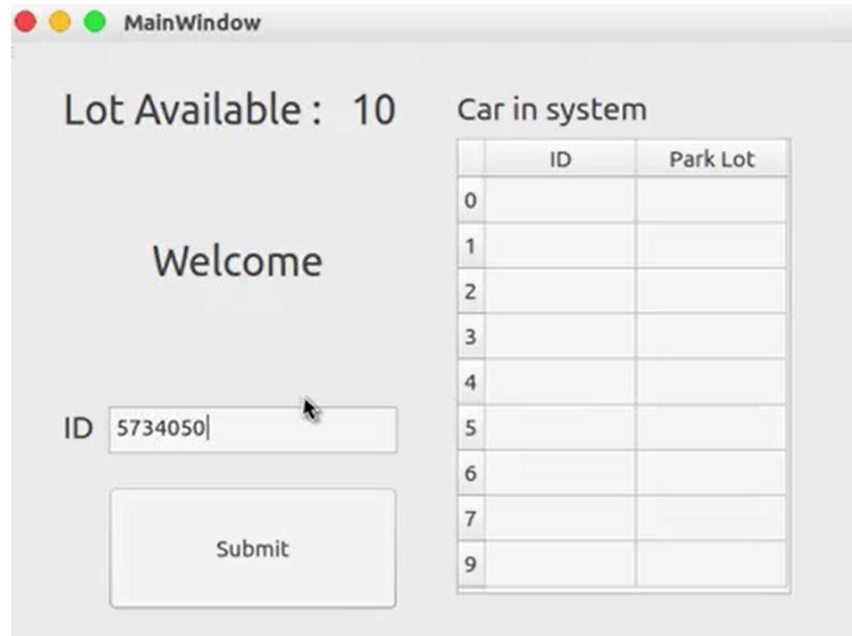 MainWindow
Lot Available : 10
Welcome
ID 5734050
Submit
Car in system
ID Park Lot
0
1
2
3
4
5
6
7
9